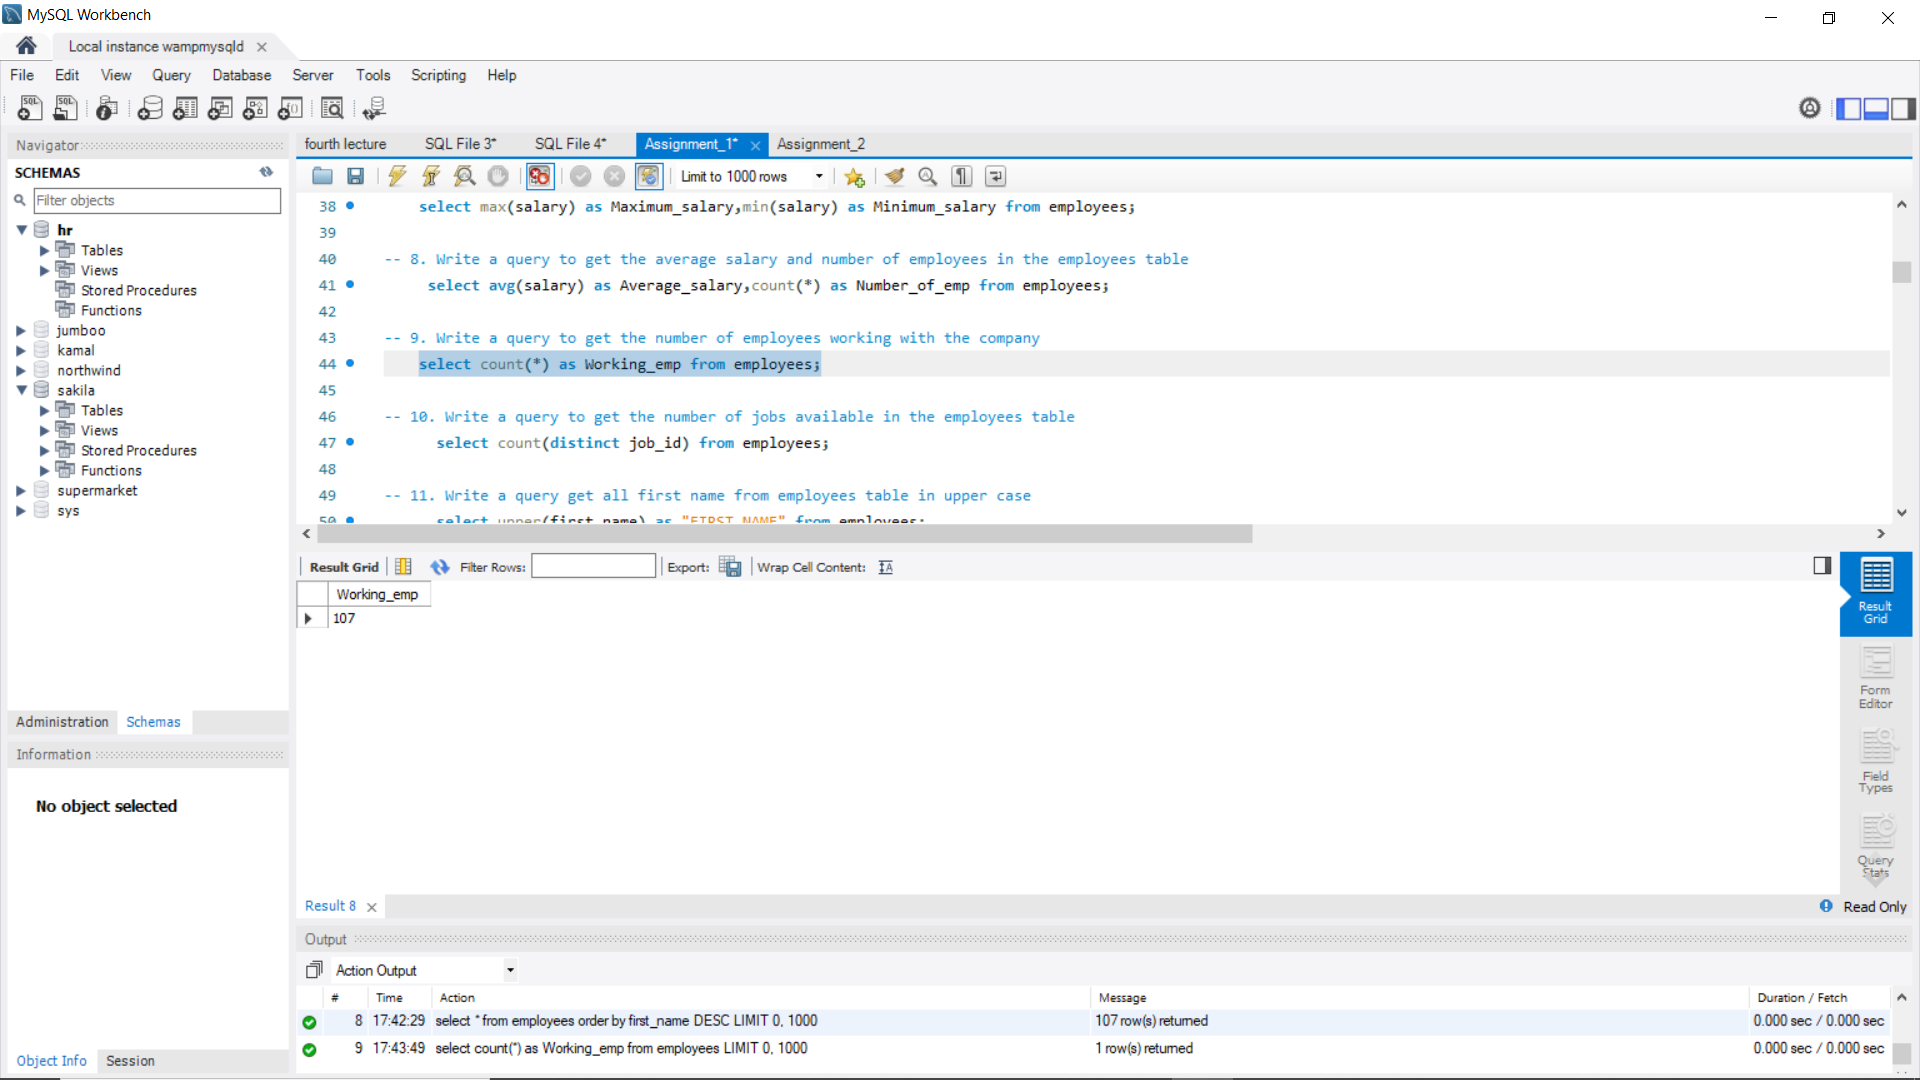 MySQL Workbench
Local instance wampmysqld
File Edit View Query Database Server Tools Scripting Help
Navigator
SCHEMAS
Filter objects
hr
Tables
Views
Stored Procedures
Functions
jumboo
kamal
northwind
sakila
Tables
Views
Stored Procedures
Functions
supermarket
sys
Administration Schemas
Information
No object selected
Object Info Session
fourth lecture SQL File 3* SQL File 4* Assignment_1* Assignment_2
Limit to 1000 rows
38 select max(salary) as Maximum_salary,min(salary) as Minimum_salary from employees;
39
40 -- 8. Write a query to get the average salary and number of employees in the employees table
41 select avg(salary) as Average_salary,count(*) as Number_of_emp from employees;
42
43 -- 9. Write a query to get the number of employees working with the company
44 select count(*) as Working_emp from employees;
45
46 -- 10. Write a query to get the number of jobs available in the employees table
47 select count(distinct job_id) from employees;
48
49 -- 11. Write a query get all first name from employees table in upper case
50 select upper(first_name) as "FIRST_NAME" from employees;
Result Grid Filter Rows: Export: Wrap Cell Content:
Working_emp
107
Result Grid
Form Editor
Field Types
Query Stats
Result 8 Read Only
Output
Action Output
# Time Action Message Duration / Fetch
8 17:42:29 select * from employees order by first_name DESC LIMIT 0, 1000 107 row(s) returned 0.000 sec / 0.000 sec
9 17:43:49 select count(*) as Working_emp from employees LIMIT 0, 1000 1 row(s) returned 0.000 sec / 0.000 sec